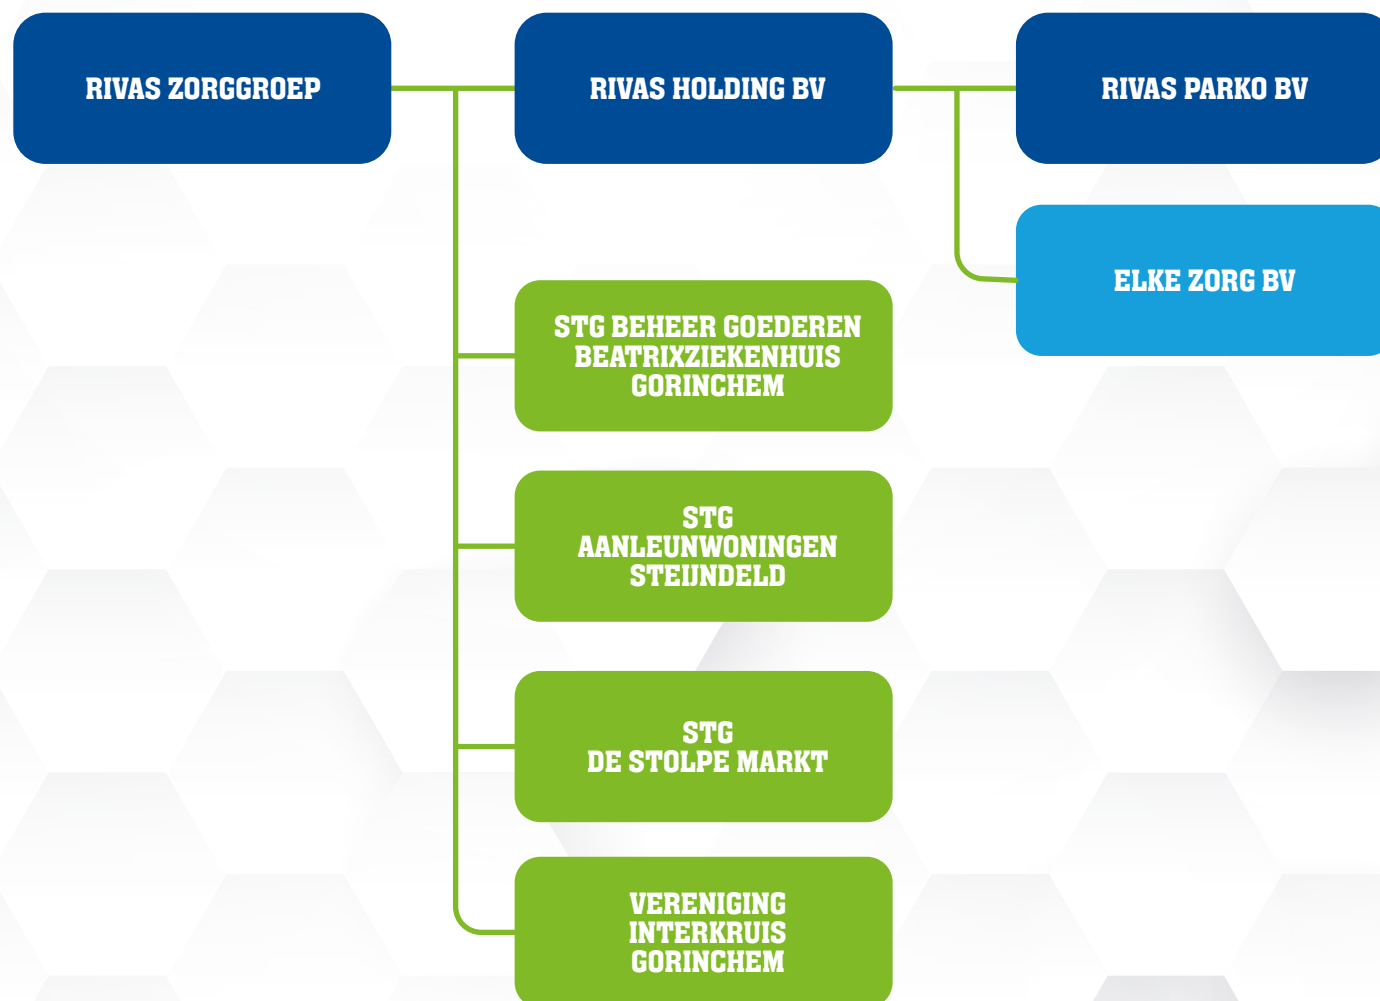 RIVAS ZORGGROEP
RIVAS HOLDING BV
RIVAS PARKO BV
ELKE ZORG BV
STG BEHEER GOEDEREN
BEATRIXZIEKENHUIS
GORINCHEM
STG
AANLEUNWONINGEN
STEIJNDELD
STG
DE STOLPE MARKT
VERENIGING
INTERKRUIS
GORINCHEM